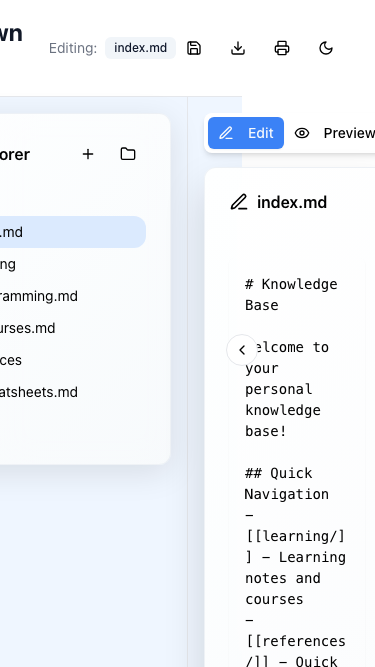 wn
Editing: index.md
orer
Edit Preview
.md
index.md
ng
ramming.md
urses.md
ces
atsheets.md
# Knowledge
Base
elcome to
your
personal
knowledge
base!
## Quick
Navigation
-
[[learning/]
] - Learning
notes and
courses
-
[[references
/]] - Quick